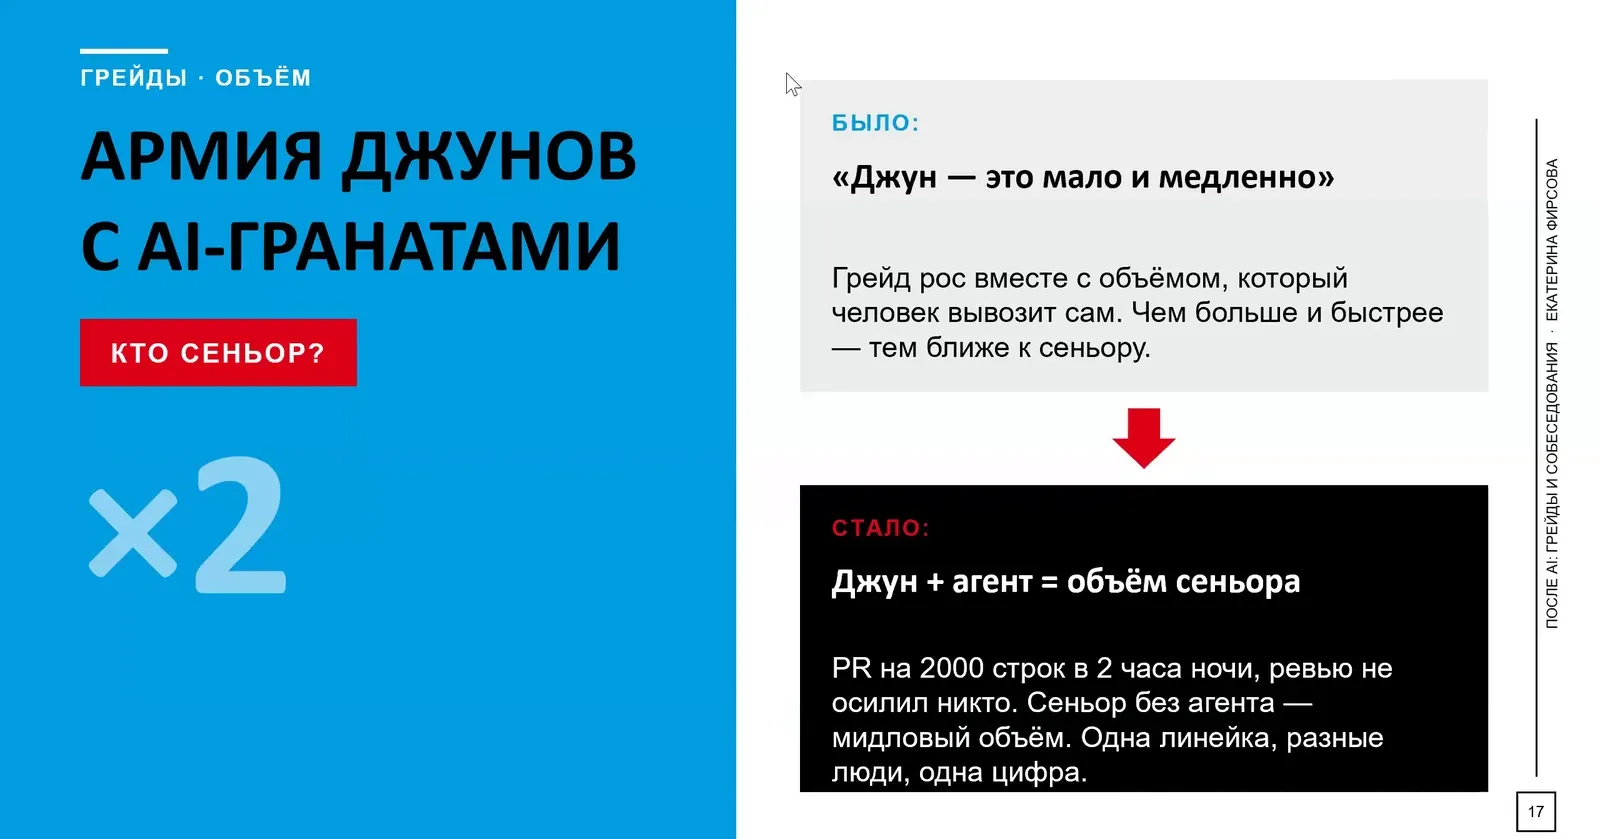 ГРЕЙДЫ · ОБЪЁМ
АРМИЯ ДЖУНОВ
С AI-ГРАНАТАМИ
КТО СЕНЬОР?
×2
БЫЛО:
«Джун — это мало и медленно»
Грейд рос вместе с объёмом, который
человек вывозит сам. Чем больше и быстрее
— тем ближе к сеньору.
СТАЛО:
Джун + агент = объём сеньора
PR на 2000 строк в 2 часа ночи, ревью не
осилил никто. Сеньор без агента —
мидловый объём. Одна линейка, разные
люди, одна цифра.
ПОСЛЕ AI: ГРЕЙДЫ И СОБЕСЕДОВАНИЯ · ЕКАТЕРИНА ФИРСОВА
17